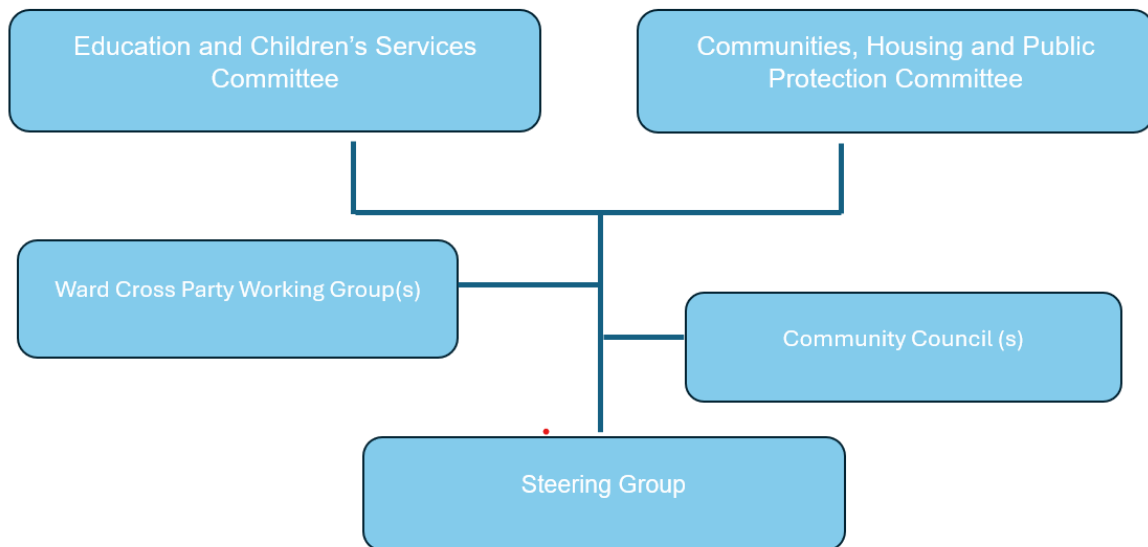 Education and Children’s Services
Committee
Communities, Housing and Public
Protection Committee
Ward Cross Party Working Group(s)
Community Council (s)
Steering Group